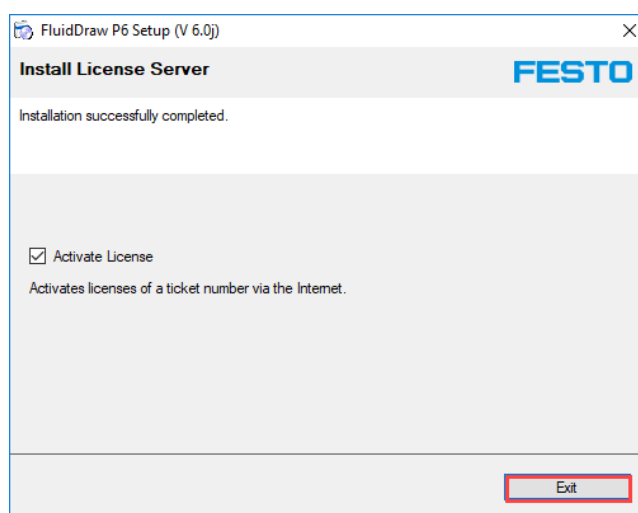 FluidDraw P6 Setup (V 6.0j)
Install License Server
FESTO
Installation successfully completed.
Activate License
Activates licenses of a ticket number via the Internet.
Exit